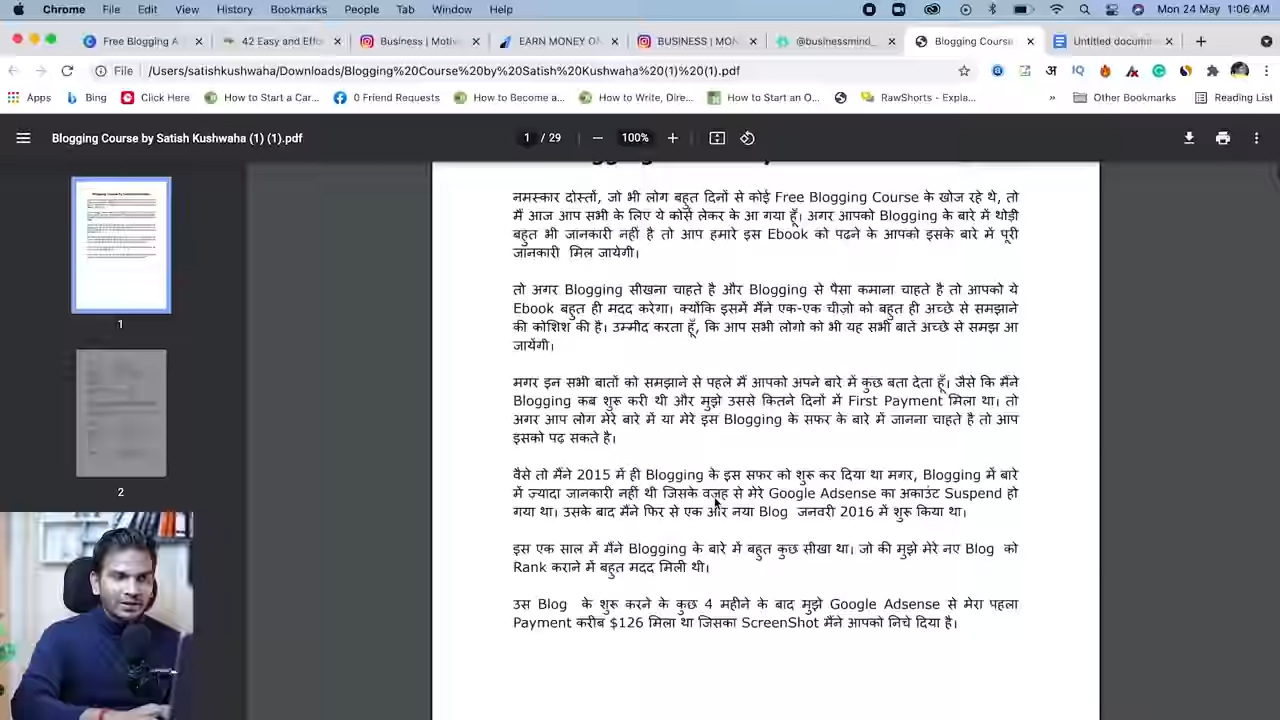 Chrome File Edit View History Bookmarks People Tab Window Help Mon 24 May 1:06 AM
Free Blogging A 42 Easy and Effo Business | Motiv EARN MONEY ON BUSINESS | MON @businessmind_ Blogging Course Untitled docum
File /Users/satishkushwaha/Downloads/Blogging%20Course%20by%20Satish%20Kushwaha%20(1)%20(1).pdf
Apps Bing Click Here How to Start a Car... 0 Friend Requests How to Become a... How to Write, Dire... How to Start a O... RawShorts - Expla... » Other Bookmarks Reading List
Blogging Course by Satish Kushwaha (1) (1).pdf 1 / 29 100%
नमस्कार दोस्तों, जो भी लोग बहुत दिनों से कोई Free Blogging Course के खोज रहे थे, तो
मैं आज आप सभी के लिए ये कोर्स लेकर के आ गया हूँ। अगर आपको Blogging के बारे में थोड़ी
बहुत भी जानकारी नहीं है तो आप हमारे इस Ebook को पढ़ने के आपको इसके बारे में पूरी
जानकारी मिल जायेगी।
तो अगर Blogging सीखना चाहते है और Blogging से पैसा कमाना चाहते है तो आपको ये
Ebook बहुत ही मदद करेगा। क्योंकि इसमें मैंने एक-एक चीज़ो को बहुत ही अच्छे से समझाने
की कोशिश की है। उम्मीद करता हूँ, कि आप सभी लोगो को भी यह सभी बातें अच्छे से समझ आ
जायेंगी।
मगर इन सभी बातों को समझाने से पहले मैं आपको अपने बारे में कुछ बता देता हूँ। जैसे कि मैंने
Blogging कब शुरू करी थी और मुझे उससे कितने दिनों में First Payment मिला था। तो
अगर आप लोग मेरे बारे में या मेरे इस Blogging के सफर के बारे में जानना चाहते है तो आप
इसको पढ़ सकते है।
वैसे तो मैंने 2015 में ही Blogging के इस सफर को शुरू कर दिया था मगर, Blogging में बारे
में ज्यादा जानकारी नहीं थी जिसके वजह से मेरे Google Adsense का अकाउंट Suspend हो
गया था। उसके बाद मैंने फिर से एक और नया Blog जनवरी 2016 में शुरू किया था।
इस एक साल में मैंने Blogging के बारे में बहुत कुछ सीखा था। जो की मुझे मेरे नए Blog को
Rank कराने में बहुत मदद मिली थी।
उस Blog के शुरू करने के कुछ 4 महीने के बाद मुझे Google Adsense से मेरा पहला
Payment करीब $126 मिला था जिसका ScreenShot मैंने आपको निचे दिया है।
1
2